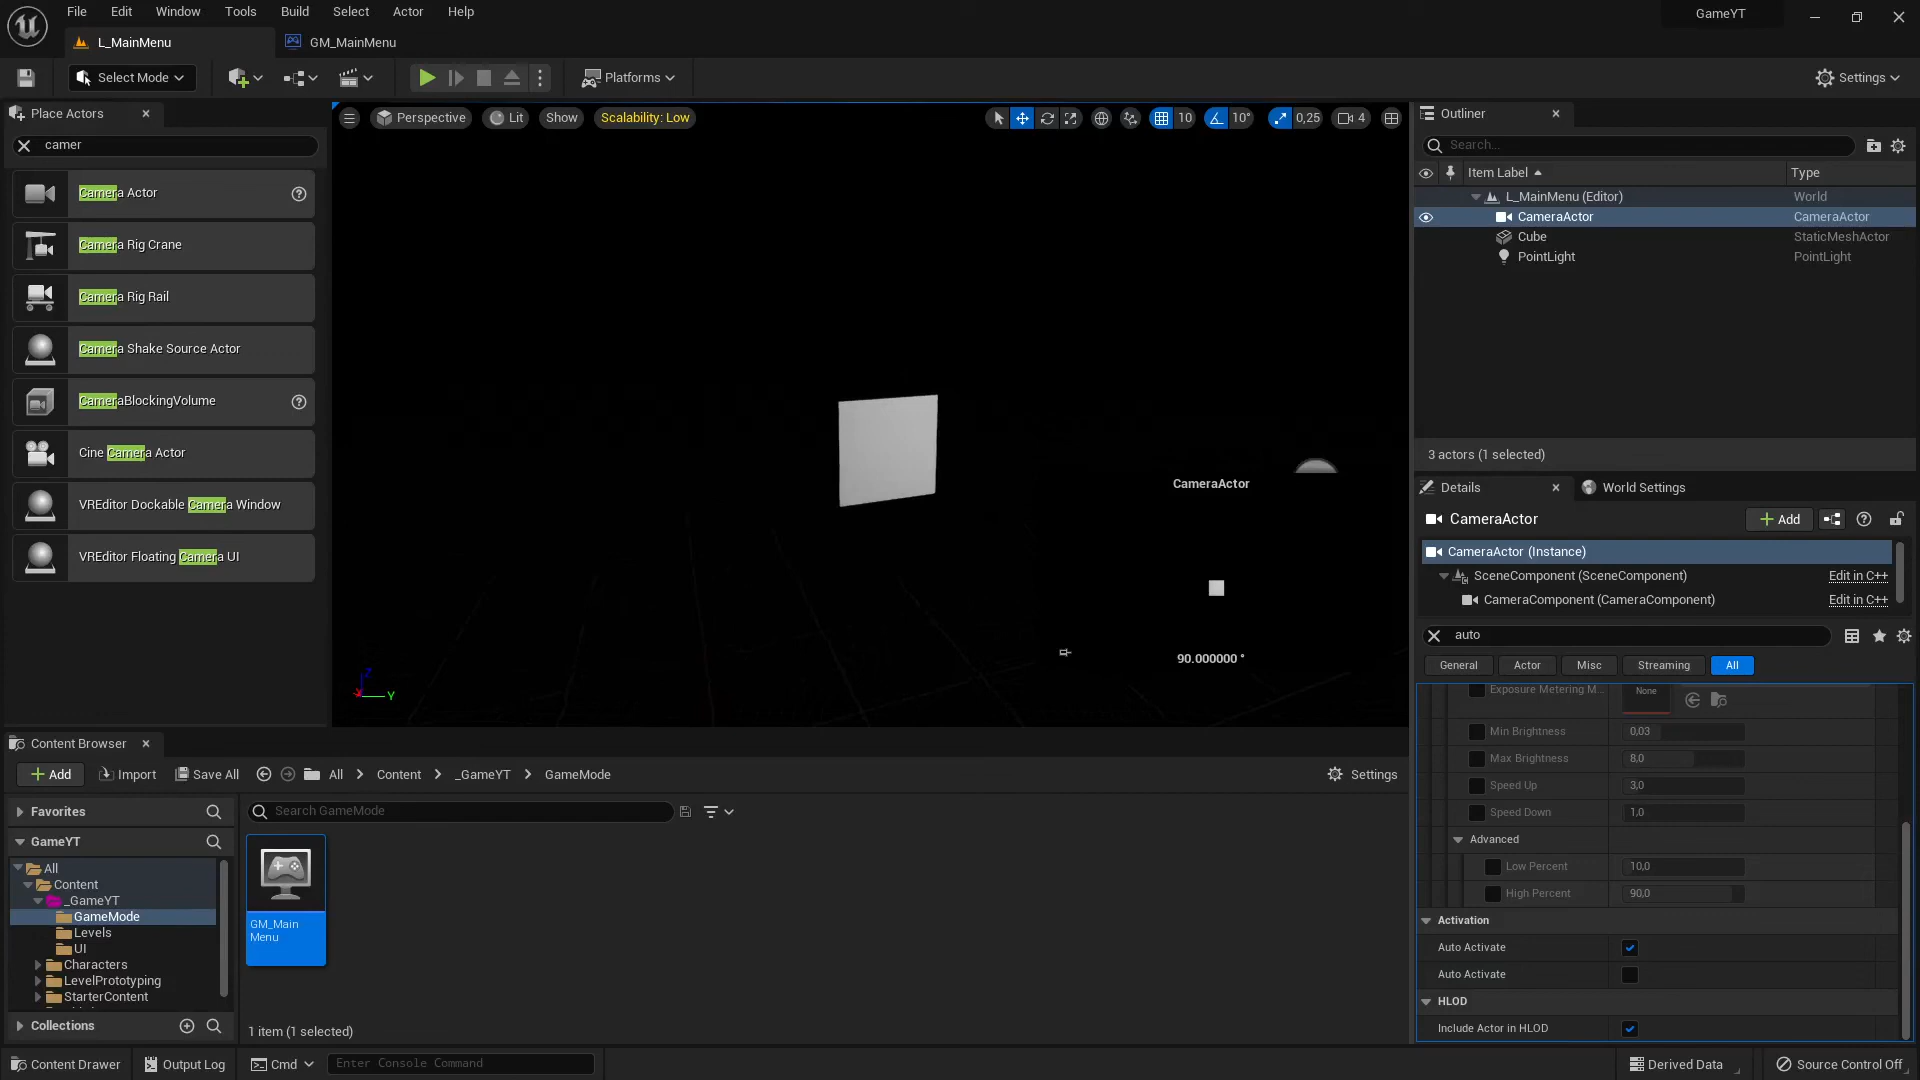 File Edit Window Tools Build Select Actor Help
GameYT
L_MainMenu
GM_MainMenu
Select Mode
Platforms
Settings
Place Actors
camer
Camera Actor
Camera Rig Crane
Camera Rig Rail
Camera Shake Source Actor
CameraBlockingVolume
Cine Camera Actor
VREditor Dockable Camera Window
VREditor Floating Camera UI
Perspective
Lit
Show
Scalability: Low
10
10°
0,25
4
CameraActor
90.000000 °
Z
Y
Outliner
Search...
Item Label
Type
L_MainMenu (Editor)
World
CameraActor
CameraActor
Cube
StaticMeshActor
PointLight
PointLight
3 actors (1 selected)
Details
World Settings
CameraActor
Add
CameraActor (Instance)
SceneComponent (SceneComponent)
Edit in C++
CameraComponent (CameraComponent)
Edit in C++
auto
General
Actor
Misc
Streaming
All
Exposure Metering M...
None
Min Brightness
0,03
Max Brightness
8,0
Speed Up
3,0
Speed Down
1,0
Advanced
Low Percent
10,0
High Percent
90,0
Activation
Auto Activate
Auto Activate
HLOD
Include Actor in HLOD
Content Browser
Add
Import
Save All
All
Content
_GameYT
GameMode
Settings
Favorites
GameYT
All
Content
_GameYT
GameMode
Levels
UI
Characters
LevelPrototyping
StarterContent
Collections
Search GameMode
GM_Main
Menu
1 item (1 selected)
Content Drawer
Output Log
Cmd
Enter Console Command
Derived Data
Source Control Off